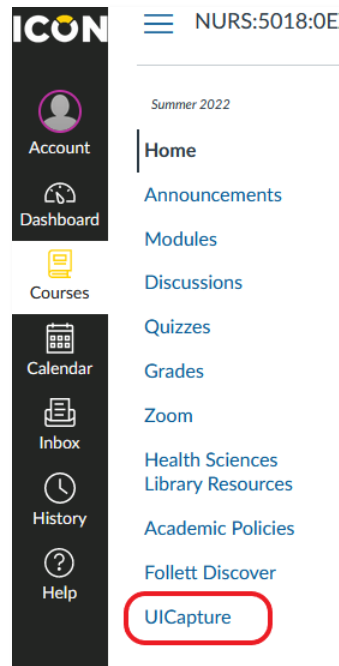 ICON
Account
Dashboard
Courses
Calendar
Inbox
History
Help
NURS:5018:0E
Summer 2022
Home
Announcements
Modules
Discussions
Quizzes
Grades
Zoom
Health Sciences
Library Resources
Academic Policies
Follett Discover
UICapture